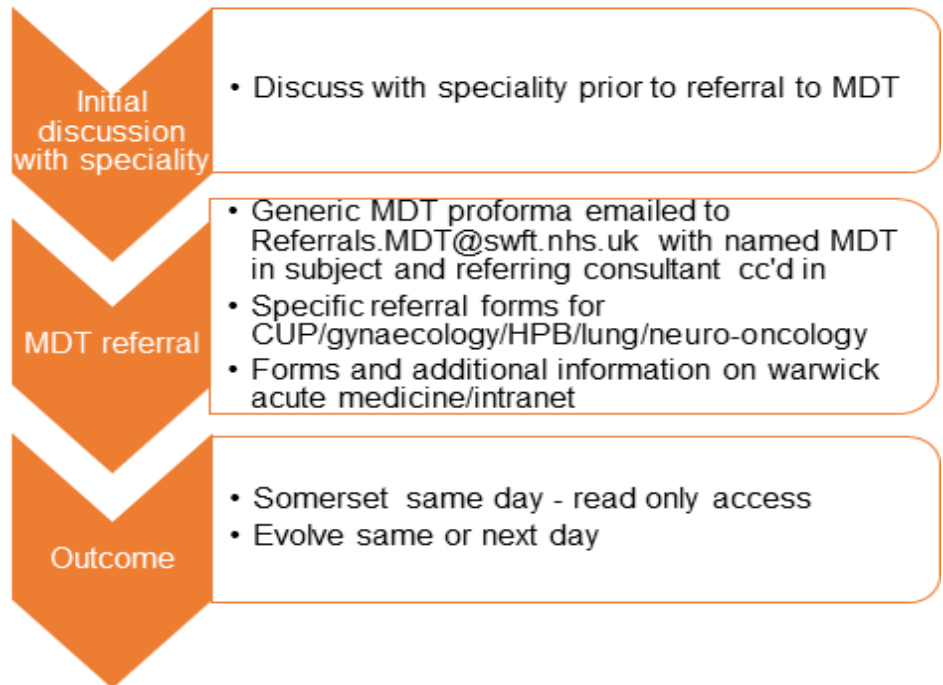 Initial
discussion
with speciality
• Discuss with speciality prior to referral to MDT
MDT referral
• Generic MDT proforma emailed to
Referrals.MDT@swft.nhs.uk with named MDT
in subject and referring consultant cc'd in
• Specific referral forms for
CUP/gynaecology/HPB/lung/neuro-oncology
• Forms and additional information on warwick
acute medicine/intranet
Outcome
• Somerset same day - read only access
• Evolve same or next day